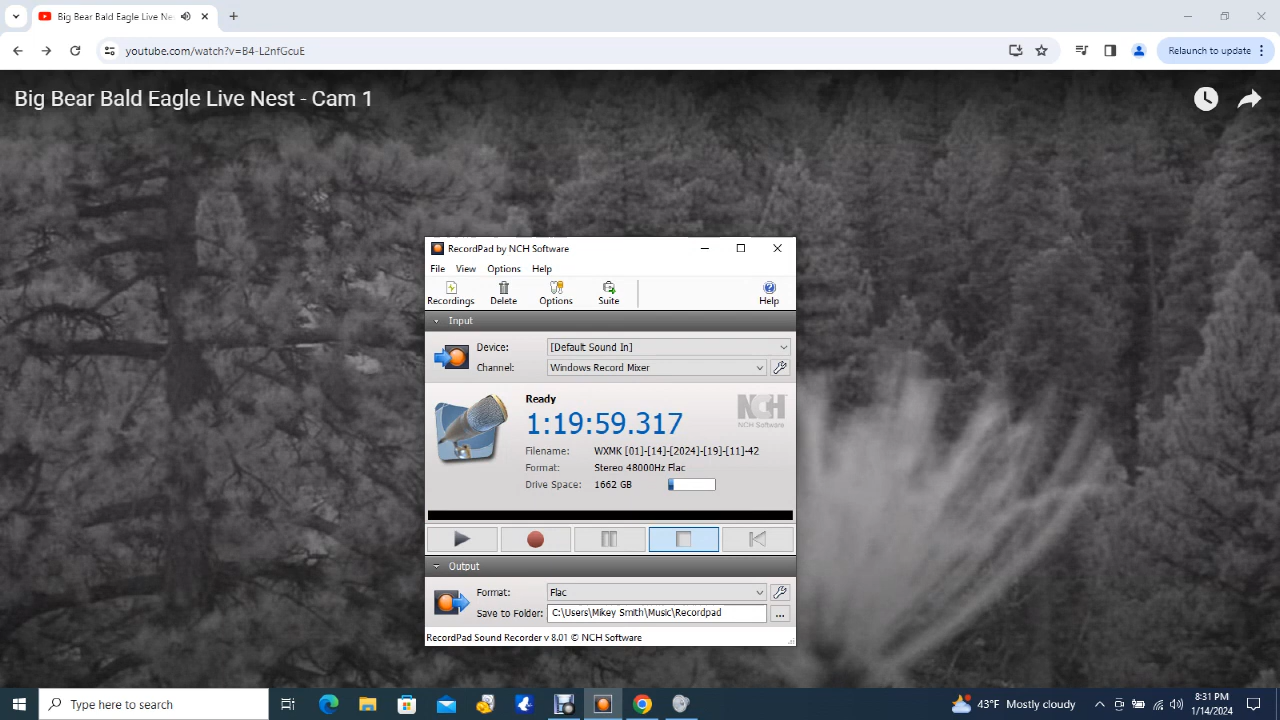 Big Bear Bald Eagle Live Ne
youtube.com/watch?v=B4-L2nfGcuE
Relaunch to update
Big Bear Bald Eagle Live Nest - Cam 1
RecordPad by NCH Software
File View Options Help
Recordings Delete Options Suite Help
Input
Device: [Default Sound In]
Channel: Windows Record Mixer
Ready
1:19:59.317
NCH
NCH Software
Filename: WXMK [01]-[14]-[2024]-[19]-[11]-42
Format: Stereo 48000Hz Flac
Drive Space: 1662 GB
Output
Format: Flac
Save to Folder: C:\Users\Mikey Smith\Music\Recordpad
...
RecordPad Sound Recorder v 8.01 © NCH Software
Type here to search
43°F Mostly cloudy
8:31 PM
1/14/2024